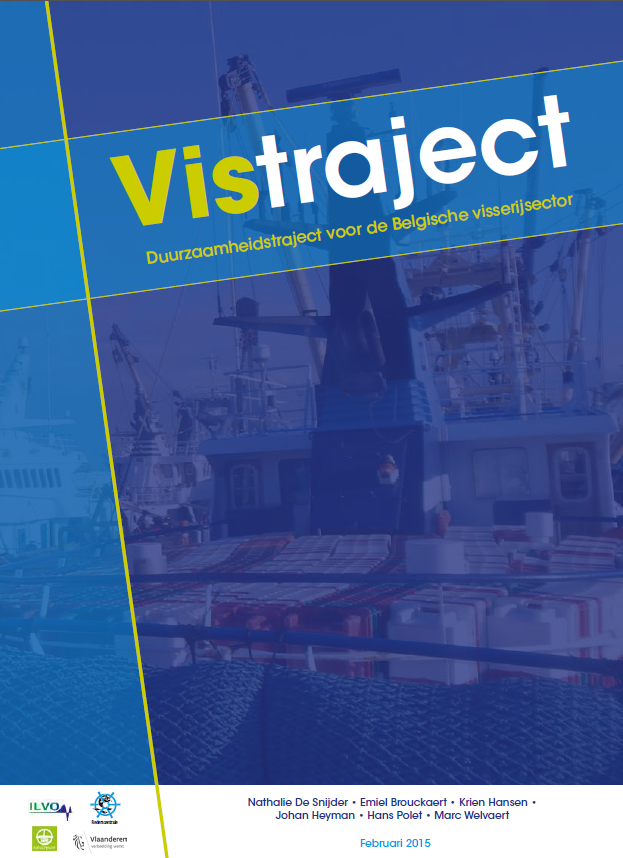 Vistraject
Duurzaamheidstraject voor de Belgische visserijsector
ILVO
Nathalie De Snijder • Emiel Brouckaert • Krien Hansen •
Johan Heyman • Hans Polet • Marc Welvaert
Vlaanderen
verbeelding werkt
Februari 2015